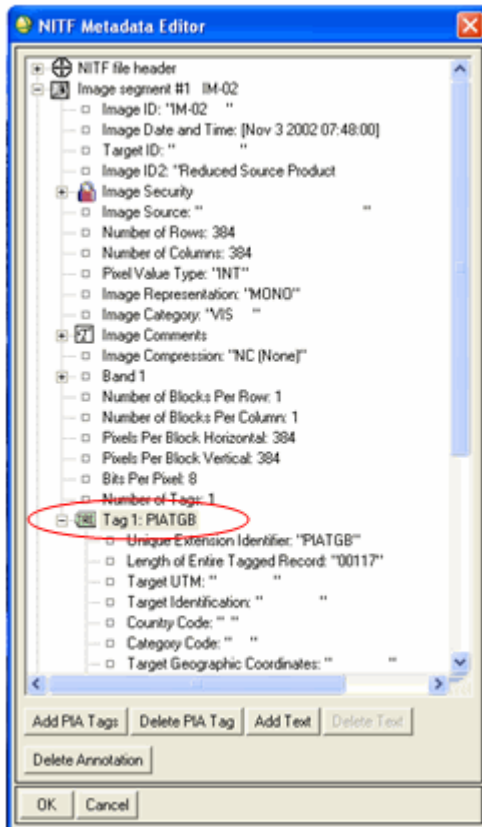 NITF Metadata Editor
NITF file header
Image segment #1 IM-02
Image ID: "IM-02 "
Image Date and Time: [Nov 3 2002 07:48:00]
Target ID: " "
Image ID2: "Reduced Source Product
Image Security
Image Source: " "
Number of Rows: 384
Number of Columns: 384
Pixel Value Type: "INT"
Image Representation: "MONO"
Image Category: "VIS "
Image Comments
Image Compression: "NC (None)"
Band 1
Number of Blocks Per Row: 1
Number of Blocks Per Column: 1
Pixels Per Block Horizontal: 384
Pixels Per Block Vertical: 384
Bits Per Pixel: 8
Number of Tags: 1
Tag 1: PIATGB
Unique Extension Identifier: "PIATGB"
Length of Entire Tagged Record: "00117"
Target UTM: " "
Target Identification: " "
Country Code: " "
Category Code: " "
Target Geographic Coordinates: " "
Add PIA Tags Delete PIA Tag Add Text Delete Text
Delete Annotation
OK Cancel